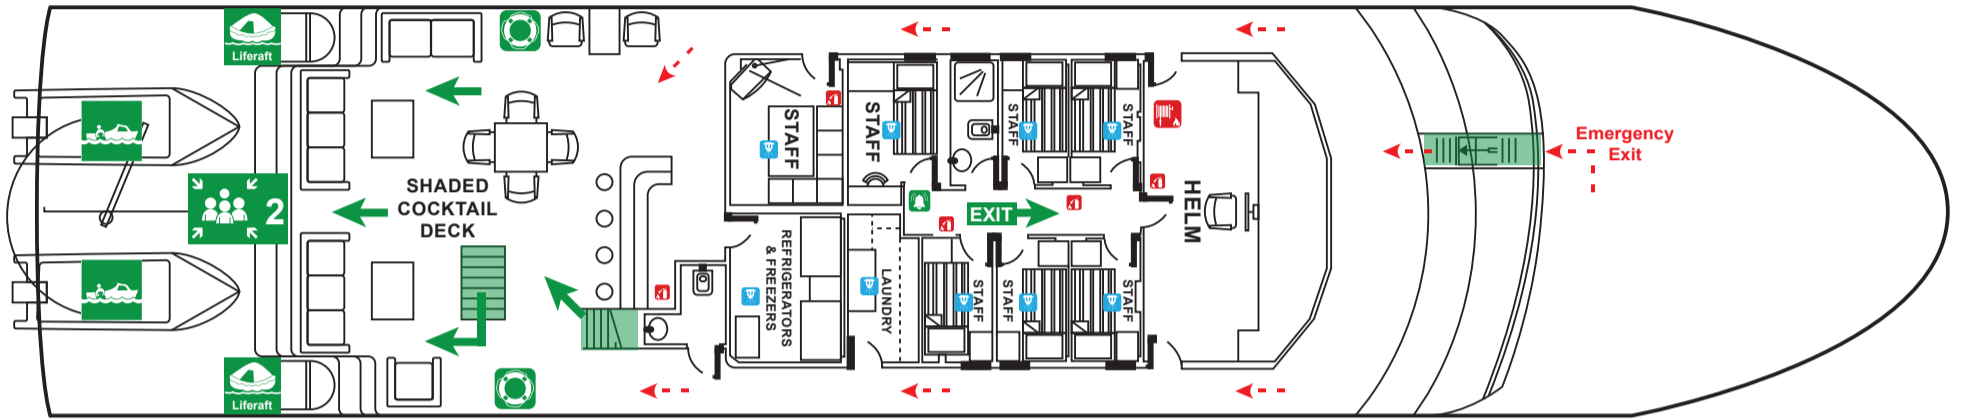 Liferaft
2
SHADED
COCKTAIL
DECK
Liferaft
STAFF
STAFF
STAFF
STAFF
EXIT
HELM
REFRIGERATORS
& FREEZERS
LAUNDRY
STAFF
STAFF
STAFF
Emergency
Exit